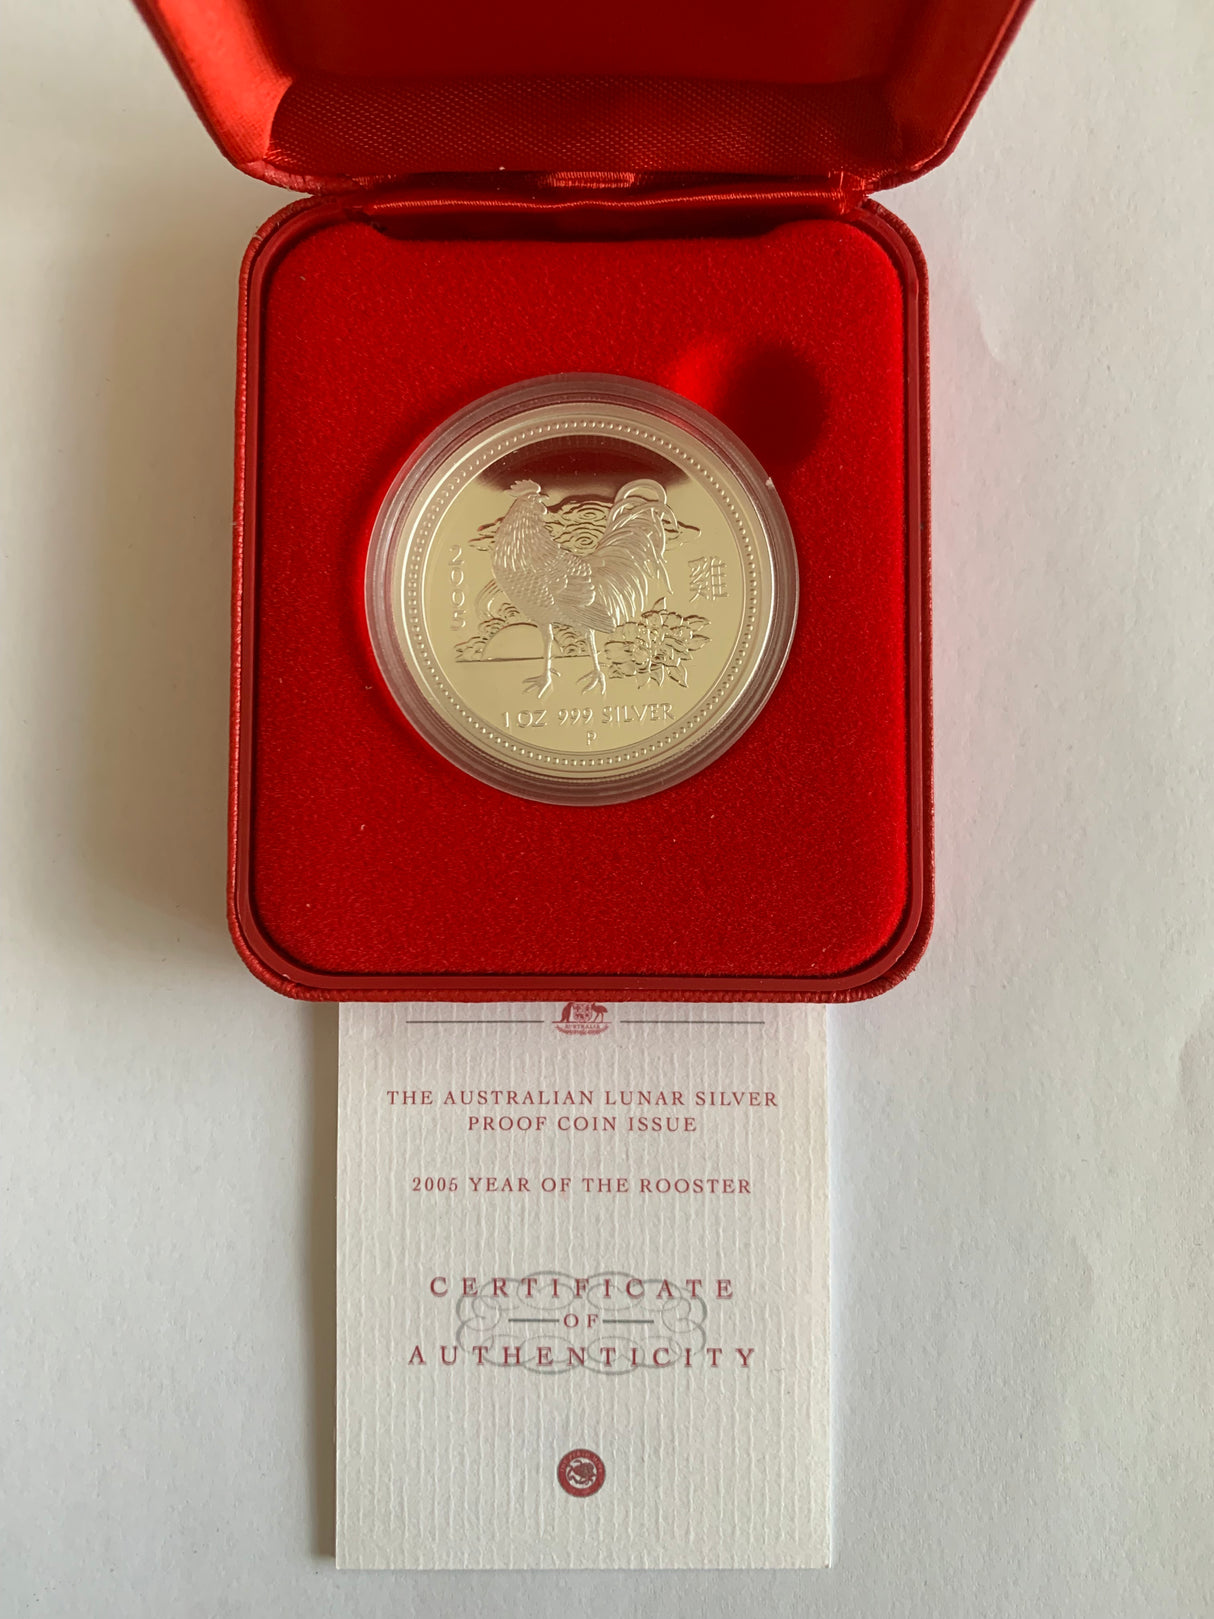 2005
雞
1 OZ 999 SILVER
P
AUSTRALIA
THE AUSTRALIAN LUNAR SILVER
PROOF COIN ISSUE
2005 YEAR OF THE ROOSTER
CERTIFICATE
OF
AUTHENTICITY